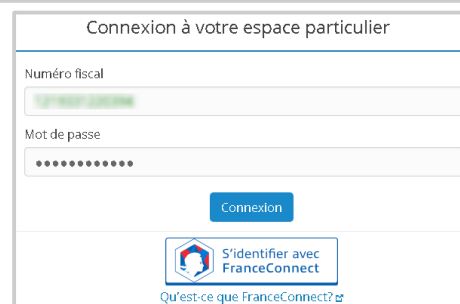 Connexion à votre espace particulier
Numéro fiscal
Mot de passe
••••••••••••
Connexion
S'identifier avec
FranceConnect
Qu'est-ce que FranceConnect?